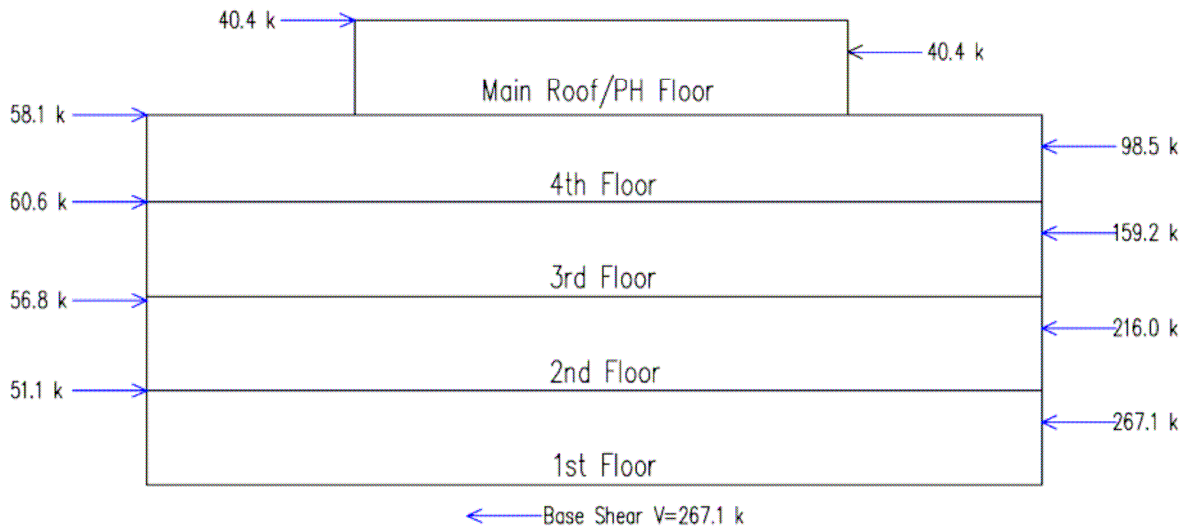 40.4 k
40.4 k
Main Roof/PH Floor
58.1 k
98.5 k
4th Floor
60.6 k
159.2 k
3rd Floor
56.8 k
216.0 k
2nd Floor
51.1 k
267.1 k
1st Floor
Base Shear V=267.1 k